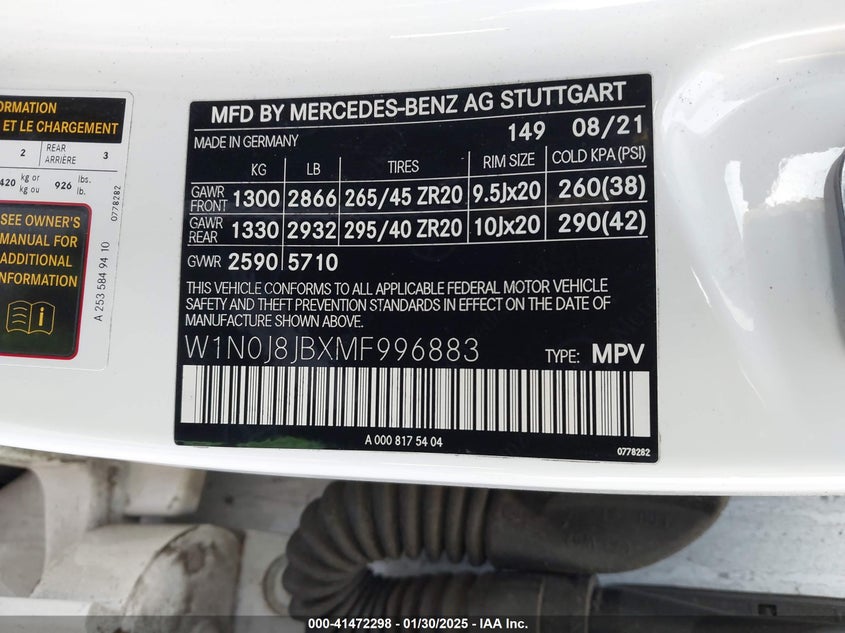 ORMATION
ET LE CHARGEMENT
2 REAR ARRIÈRE 3
420 kg or kg ou 926 lbs. lb.
SEE OWNER'S
MANUAL FOR
ADDITIONAL
INFORMATION
A 253 584 94 10
0778282
MFD BY MERCEDES-BENZ AG STUTTGART
MADE IN GERMANY 149 08/21
KG LB TIRES RIM SIZE COLD KPA (PSI)
GAWR FRONT 1300 2866 265/45 ZR20 9.5Jx20 260(38)
GAWR REAR 1330 2932 295/40 ZR20 10Jx20 290(42)
GVWR 2590 5710
THIS VEHICLE CONFORMS TO ALL APPLICABLE FEDERAL MOTOR VEHICLE
SAFETY AND THEFT PREVENTION STANDARDS IN EFFECT ON THE DATE OF
MANUFACTURE SHOWN ABOVE.
W1N0J8JBXMF996883 TYPE: MPV
A 000 817 54 04
0778282
000-41472298 - 01/30/2025 - IAA Inc.